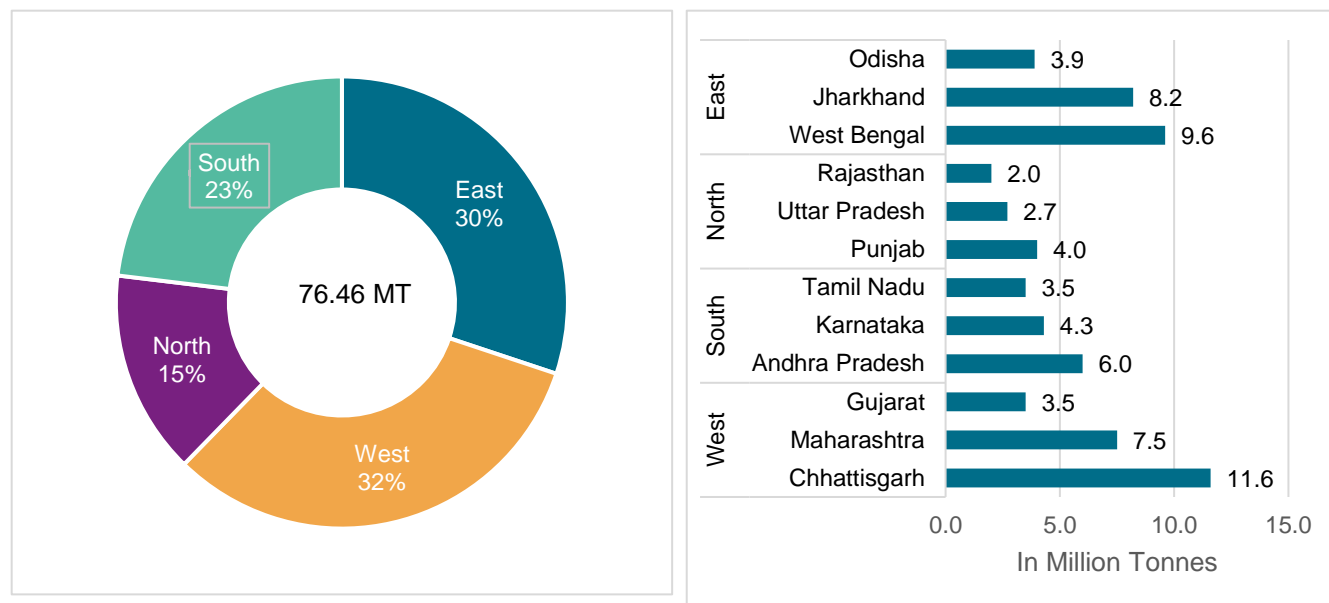 South
23%
East
30%
76.46 MT
North
15%
West
32%
East
Odisha 3.9
Jharkhand 8.2
West Bengal 9.6
North
Rajasthan 2.0
Uttar Pradesh 2.7
Punjab 4.0
South
Tamil Nadu 3.5
Karnataka 4.3
Andhra Pradesh 6.0
West
Gujarat 3.5
Maharashtra 7.5
Chhattisgarh 11.6
0.0 5.0 10.0 15.0
In Million Tonnes